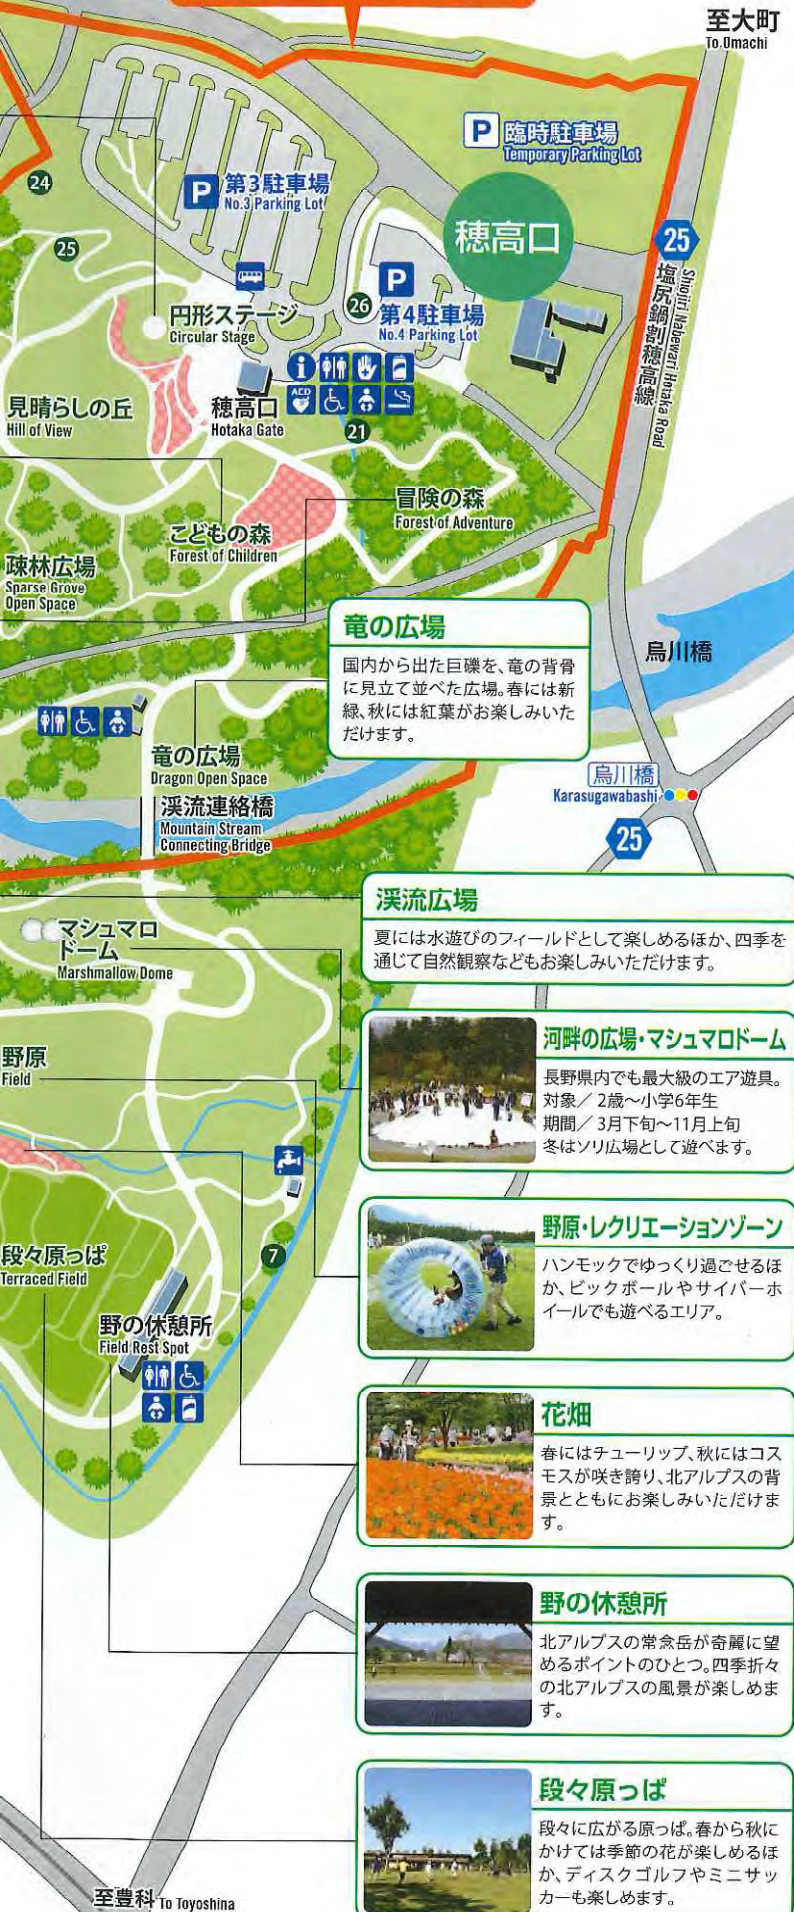 至大町
To Omachi
P 臨時駐車場
Temporary Parking Lot
24
P 第3駐車場
No.3 Parking Lot
穂高口
25
25
塩尻鍋割穂高線
Shiojiri Nabewari Hotaka Road
P
26
第4駐車場
No.4 Parking Lot
円形ステージ
Circular Stage
i
AED
見晴らしの丘
Hill of View
穂高口
Hotaka Gate
21
冒険の森
Forest of Adventure
こどもの森
Forest of Children
疎林広場
Sparse Grove
Open Space
竜の広場
国内から出た巨礫を、竜の背骨
に見立て並べた広場。春には新
緑、秋には紅葉がお楽しみいた
だけます。
烏川橋
竜の広場
Dragon Open Space
渓流連絡橋
Mountain Stream
Connecting Bridge
烏川橋
Karasugawabashi
25
渓流広場
夏には水遊びのフィールドとして楽しめるほか、四季を
通じて自然観察などもお楽しみいただけます。
マシュマロ
ドーム
Marshmallow Dome
河畔の広場・マシュマロドーム
長野県内でも最大級のエア遊具。
対象／2歳〜小学6年生
期間／3月下旬〜11月上旬
冬はソリ広場として遊べます。
野原
Field
野原・レクリエーションゾーン
ハンモックでゆっくり過ごせるほ
か、ビックボールやサイバーホ
イールでも遊べるエリア。
7
段々原っぱ
Terraced Field
野の休憩所
Field Rest Spot
花畑
春にはチューリップ、秋にはコス
モスが咲き誇り、北アルプスの背
景とともにお楽しみいただけま
す。
野の休憩所
北アルプスの常念岳が奇麗に望
めるポイントのひとつ。四季折々
の北アルプスの風景が楽しめま
す。
段々原っぱ
段々に広がる原っぱ。春から秋に
かけては季節の花が楽しめるほ
か、ディスクゴルフやミニサッ
カーも楽しめます。
至豊科 To Toyoshina